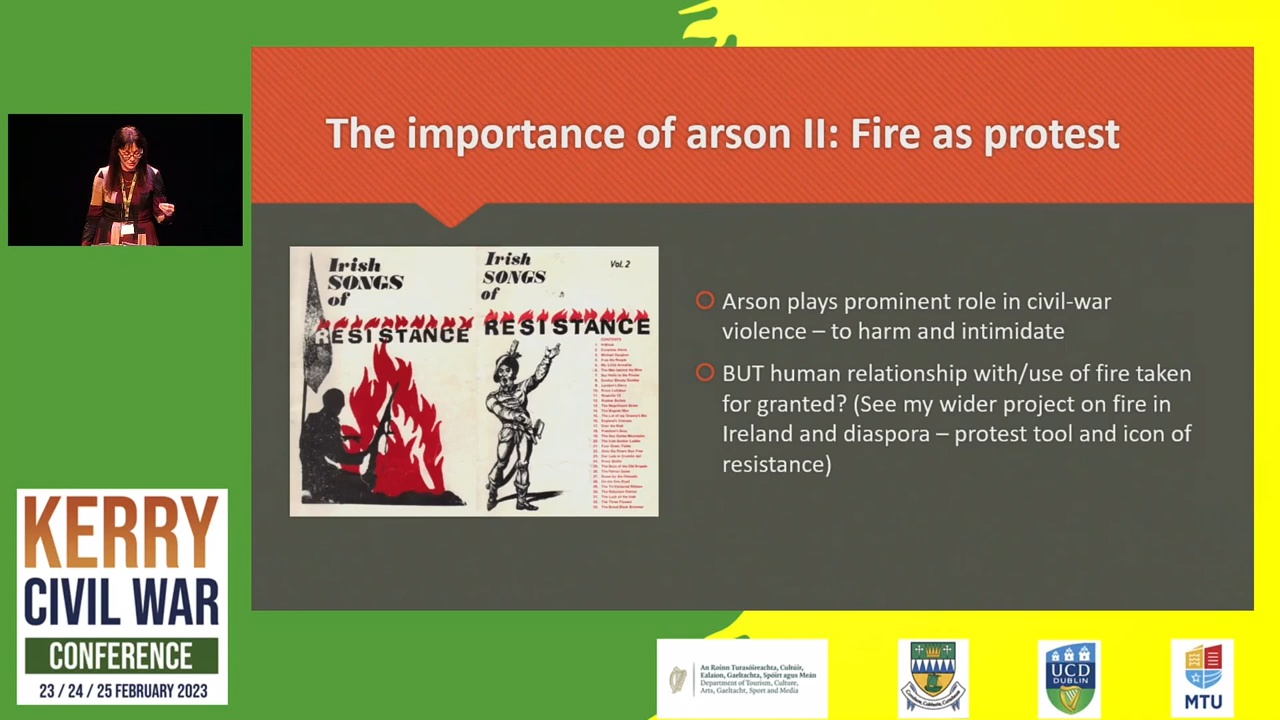 The importance of arson II: Fire as protest
Irish
SONGS
of
RESISTANCE
Irish
SONGS
of
Vol. 2
RESISTANCE
CONTENTS
Arson plays prominent role in civil-war
violence – to harm and intimidate
BUT human relationship with/use of fire taken
for granted? (See my wider project on fire in
Ireland and diaspora – protest tool and icon of
resistance)
KERRY
CIVIL WAR
CONFERENCE
23 / 24 / 25 FEBRUARY 2023
An Roinn Turasóireachta, Cultúir,
Ealaíon, Gaeltachta, Spóirt agus Meán
Department of Tourism, Culture,
Arts, Gaeltacht, Sport and Media
UCD
DUBLIN
MTU